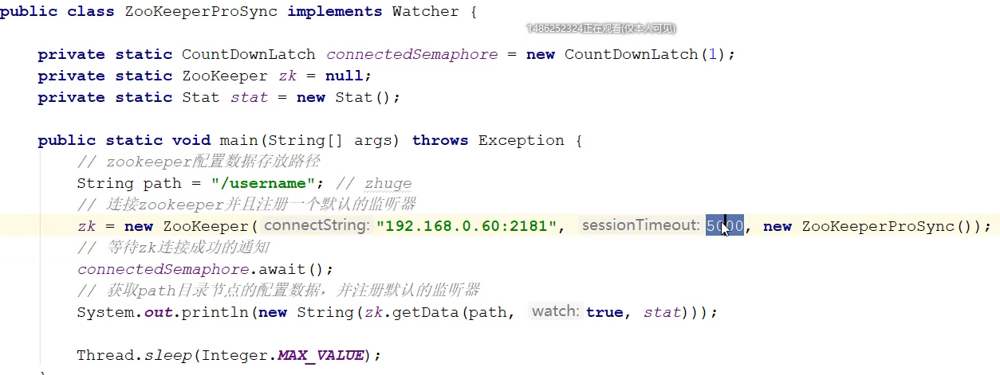 public class ZooKeeperProSync implements Watcher {
1486252324正在观看(仅本人可见)
private static CountDownLatch connectedSemaphore = new CountDownLatch(1);
private static ZooKeeper zk = null;
private static Stat stat = new Stat();
public static void main(String[] args) throws Exception {
// zookeeper配置数据存放路径
String path = "/username"; // zhuge
// 连接zookeeper并且注册一个默认的监听器
zk = new ZooKeeper( connectString: "192.168.0.60:2181", sessionTimeout: 5000, new ZooKeeperProSync());
// 等待zk连接成功的通知
connectedSemaphore.await();
// 获取path目录节点的配置数据，并注册默认的监听器
System.out.println(new String(zk.getData(path, watch: true, stat)));
Thread.sleep(Integer.MAX_VALUE);